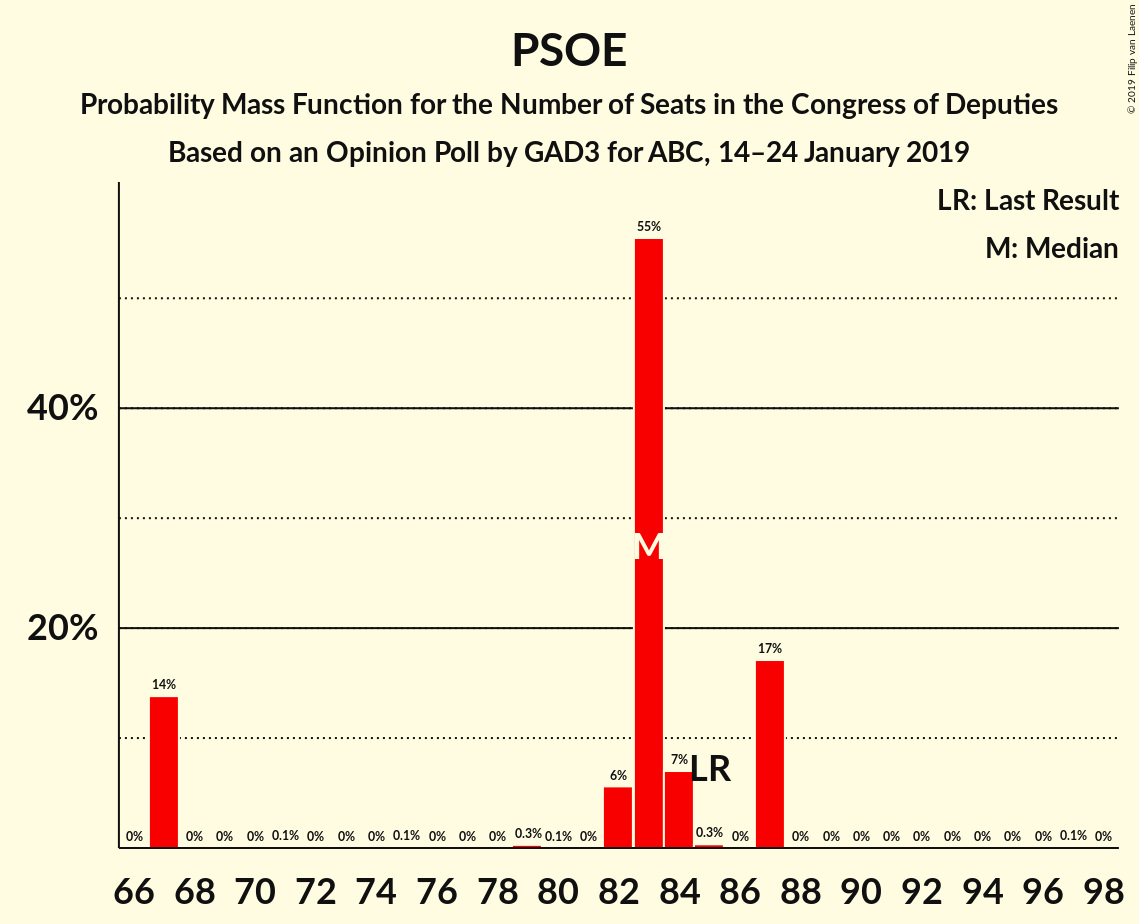 PSOE
Probability Mass Function for the Number of Seats in the Congress of Deputies
Based on an Opinion Poll by GAD3 for ABC, 14–24 January 2019
© 2019 Filip van Laenen
LR: Last Result
M: Median
55%
40%
M
20%
17%
14%
7% LR
6%
0% 0% 0% 0% 0.1% 0% 0% 0% 0.1% 0% 0% 0% 0.3% 0.1% 0% 0.3% 0% 0% 0% 0% 0% 0% 0% 0% 0% 0% 0.1% 0%
66 68 70 72 74 76 78 80 82 84 86 88 90 92 94 96 98